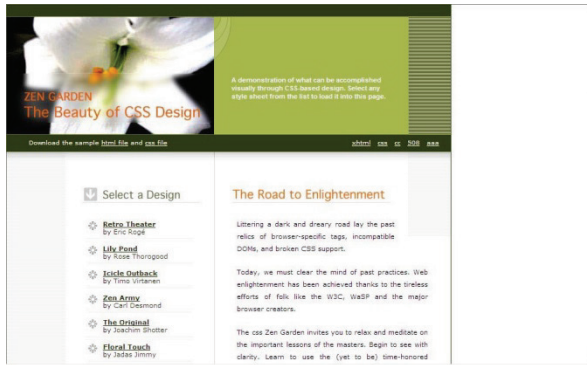 ZEN GARDEN
The Beauty of CSS Design
A demonstration of what can be accomplished
visually through CSS-based design. Select any
style sheet from the list to load it into this page.
Download the sample html file and css file
xhtml css cc 508 aaa
Select a Design
Retro Theater
by Eric Rogé
Lily Pond
by Rose Thorogood
Icicle Outback
by Timo Virtanen
Zen Army
by Carl Desmond
The Original
by Joachim Shotter
Floral Touch
by Jadas Jimmy
The Road to Enlightenment
Littering a dark and dreary road lay the past
relics of browser-specific tags, incompatible
DOMs, and broken CSS support.
Today, we must clear the mind of past practices. Web
enlightenment has been achieved thanks to the tireless
efforts of folk like the W3C, WaSP and the major
browser creators.
The css Zen Garden invites you to relax and meditate on
the important lessons of the masters. Begin to see with
clarity. Learn to use the (yet to be) time-honored